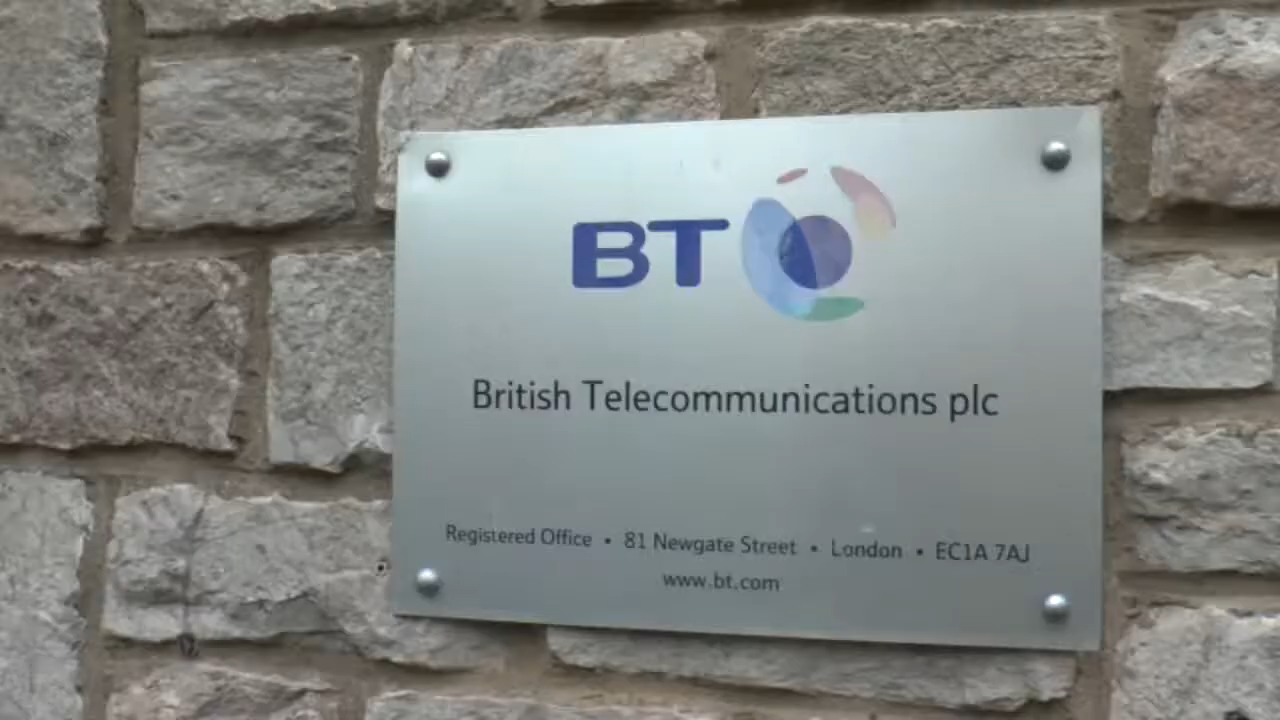 BT
British Telecommunications plc
Registered Office • 81 Newgate Street • London • EC1A 7AJ
www.bt.com